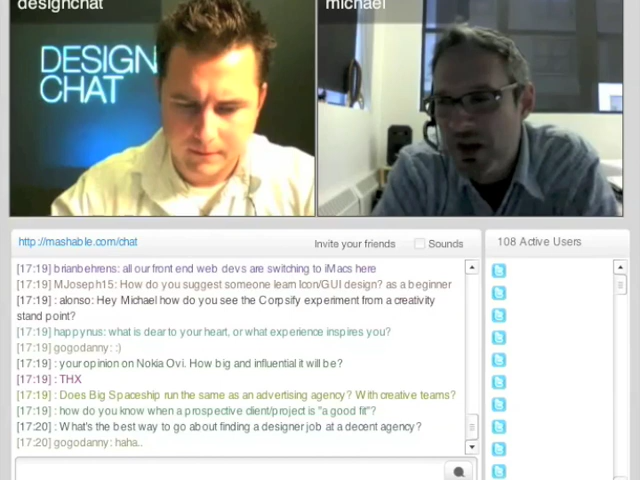 designchat
michael
DESIGN
CHAT
http://mashable.com/chat
Invite your friends
Sounds
108 Active Users
[17:19] brianbehrens: all our front end web devs are switching to iMacs here
[17:19] MJoseph15: How do you suggest someone learn Icon/GUI design? as a beginner
[17:19] : alonso: Hey Michael how do you see the Corpsify experiment from a creativity
stand point?
[17:19] happynus: what is dear to your heart, or what experience inspires you?
[17:19] gogodanny: :)
[17:19] : your opinion on Nokia Ovi. How big and influential it will be?
[17:19] : THX
[17:19] : Does Big Spaceship run the same as an advertising agency? With creative teams?
[17:19] : how do you know when a prospective client/project is "a good fit"?
[17:20] : What's the best way to go about finding a designer job at a decent agency?
[17:20] gogodanny: haha..